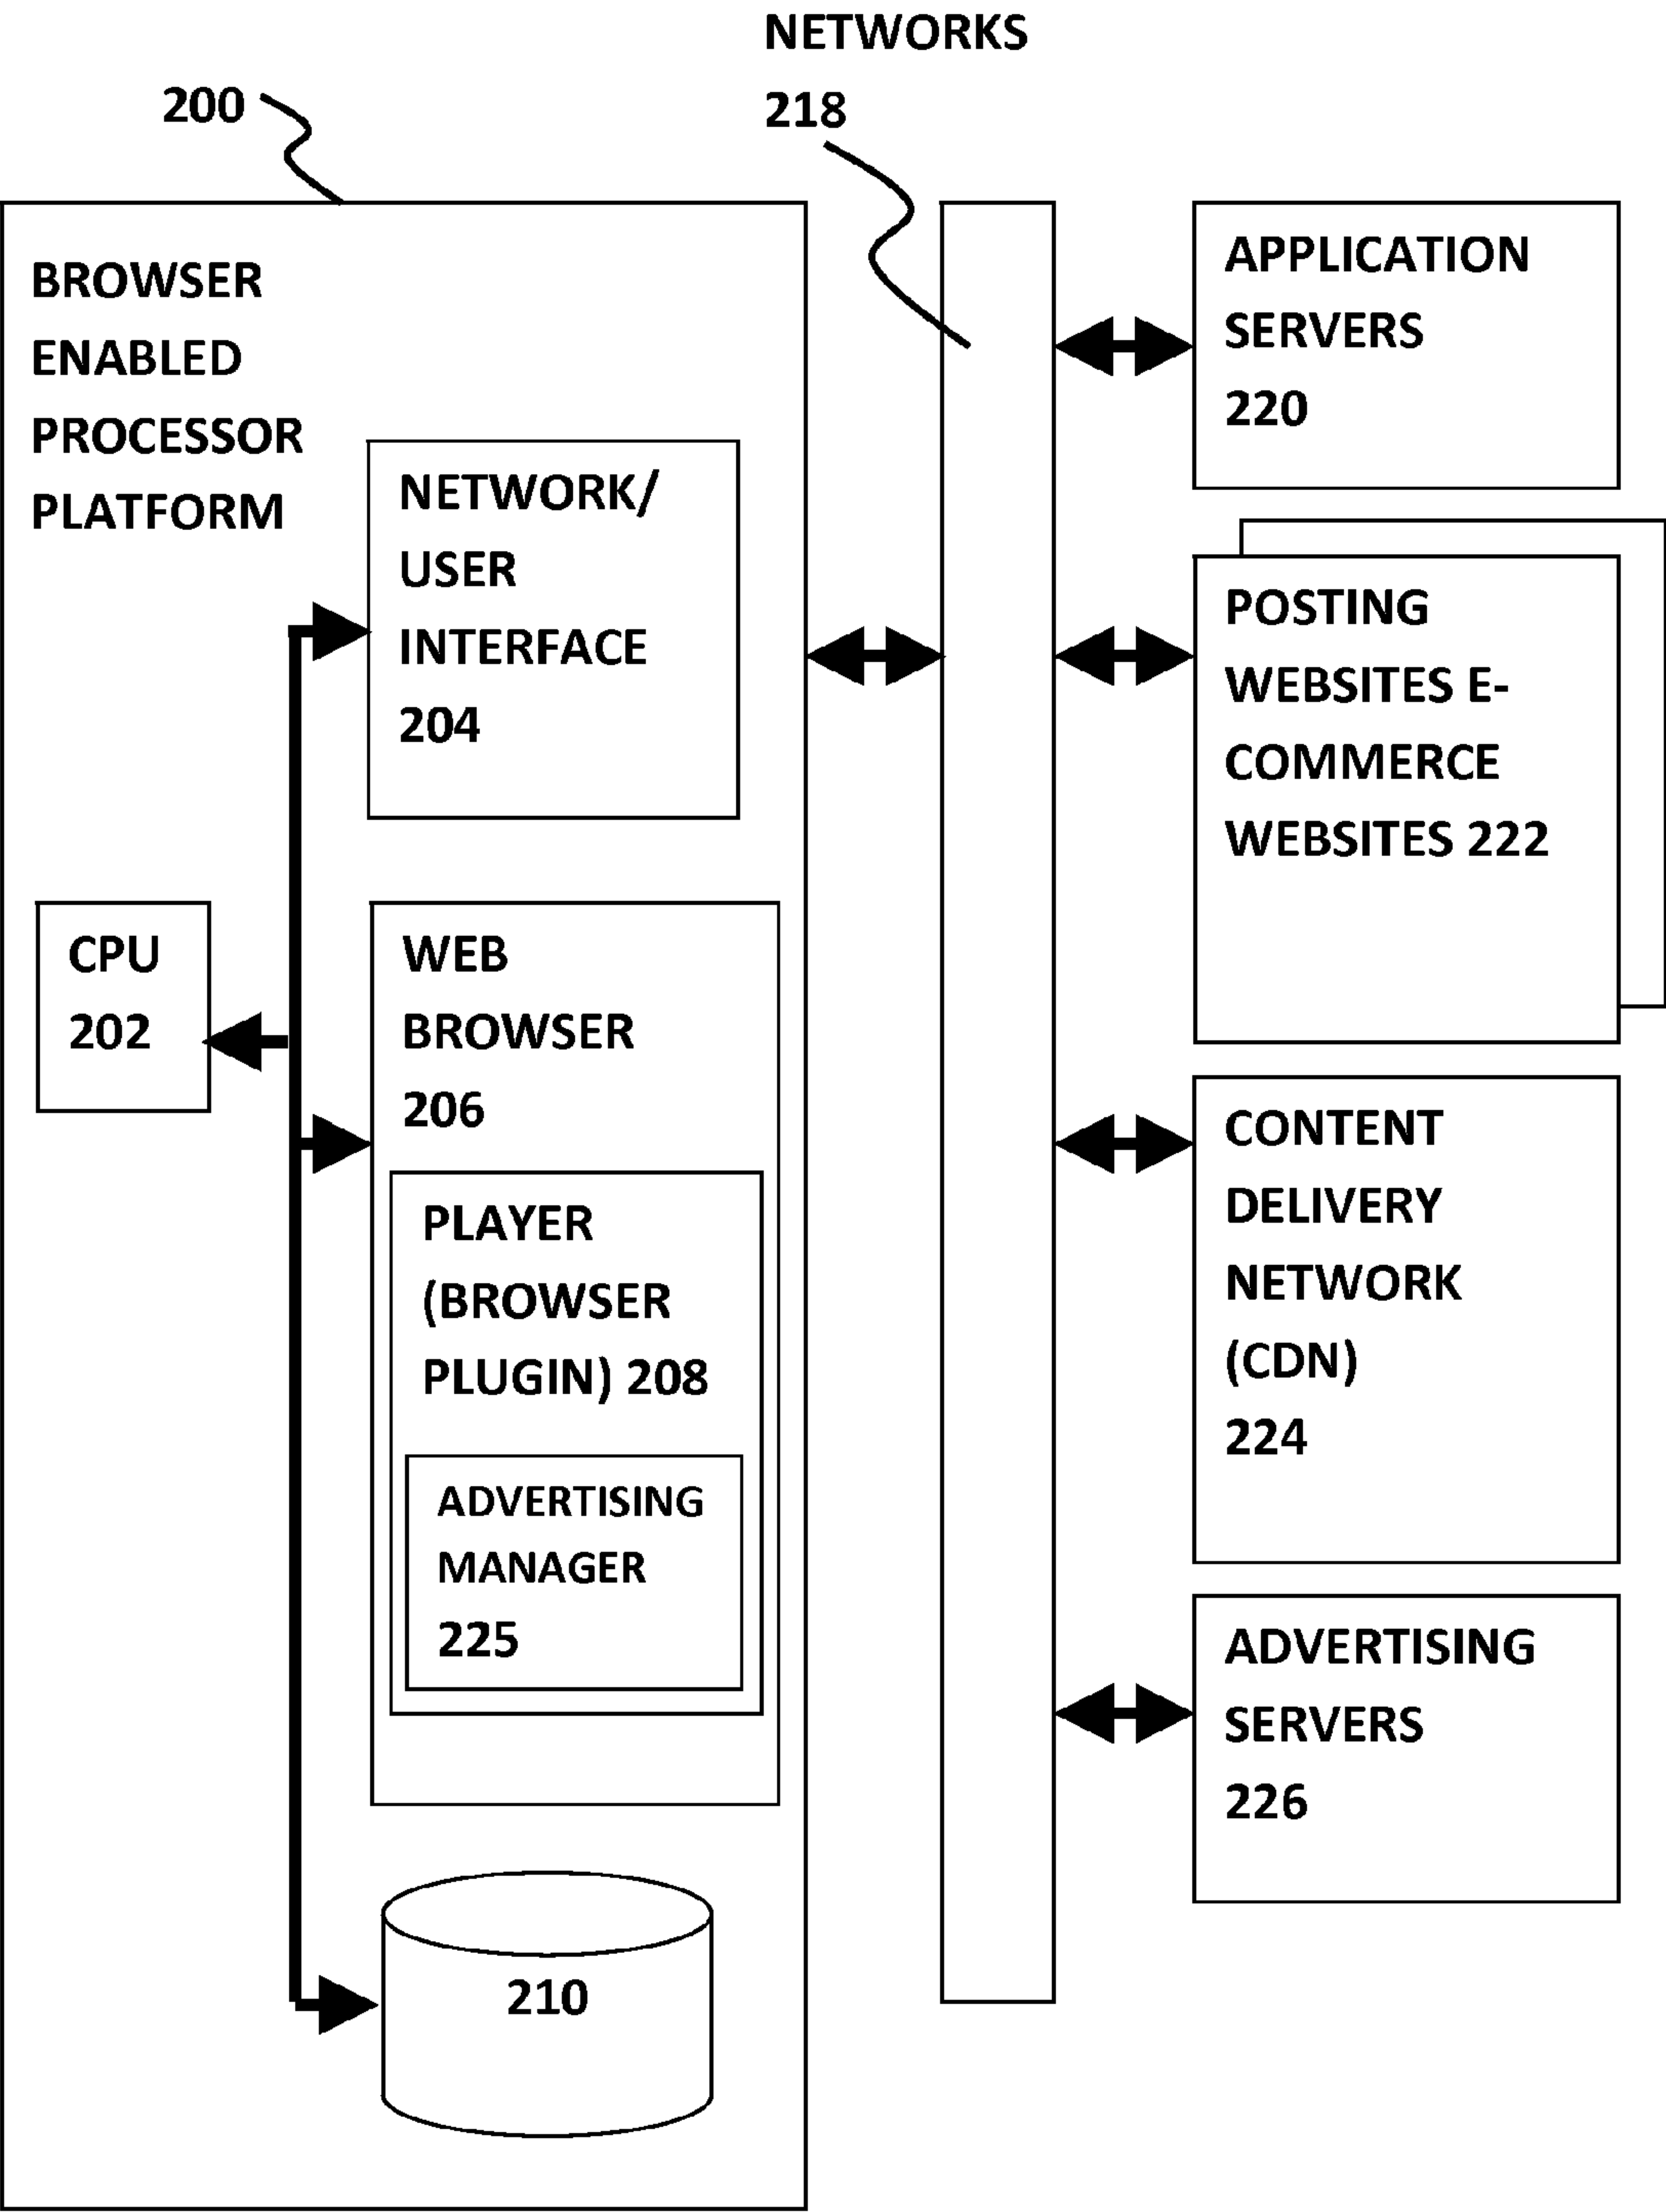 NETWORKS
218
200
BROWSER
ENABLED
PROCESSOR
PLATFORM
NETWORK/
USER
INTERFACE
204
CPU
202
WEB
BROWSER
206
PLAYER
(BROWSER
PLUGIN) 208
ADVERTISING
MANAGER
225
210
APPLICATION
SERVERS
220
POSTING
WEBSITES E-
COMMERCE
WEBSITES 222
CONTENT
DELIVERY
NETWORK
(CDN)
224
ADVERTISING
SERVERS
226